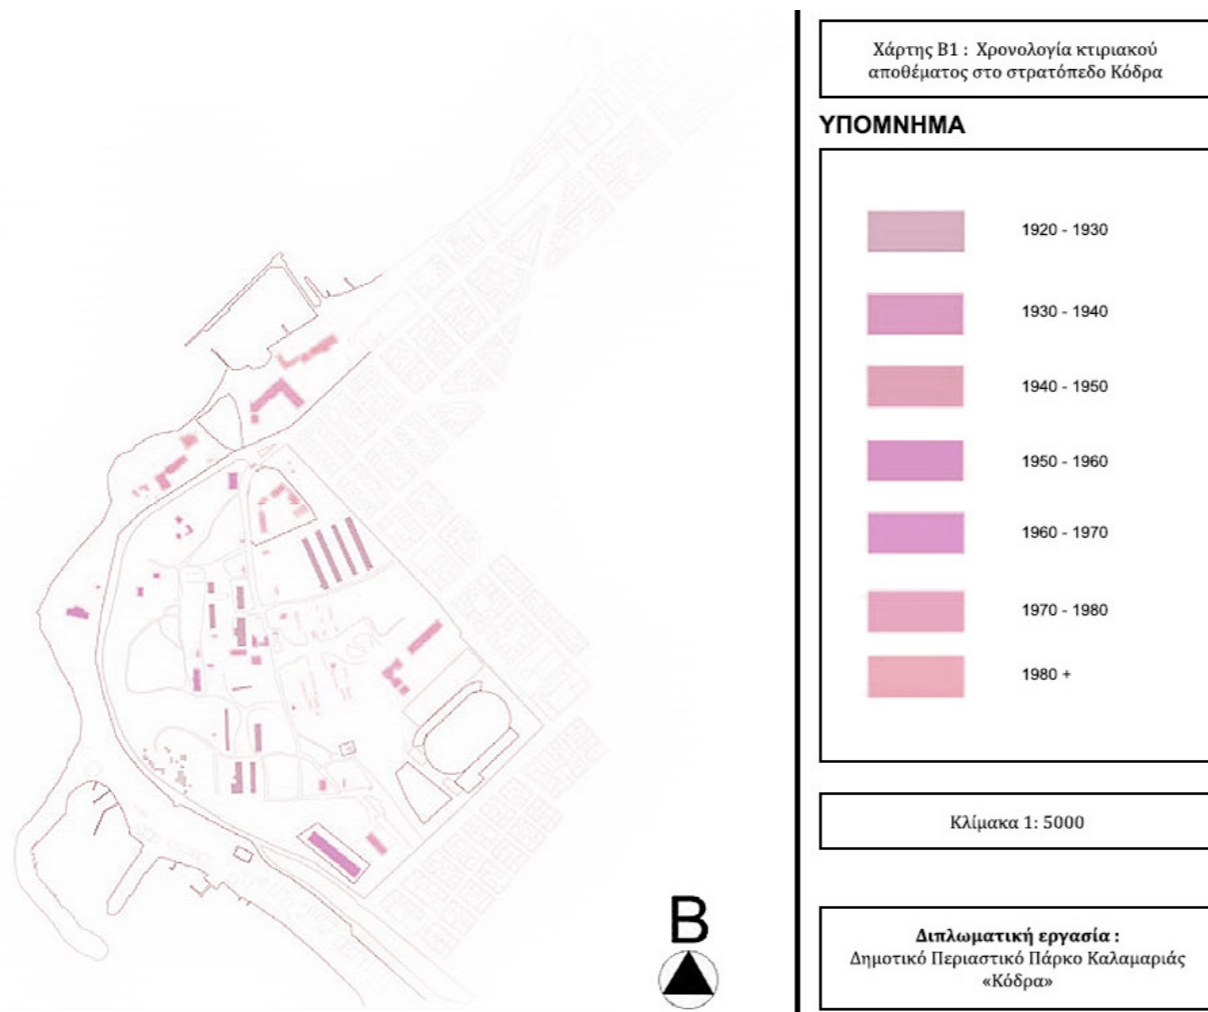 Χάρτης Β1 : Χρονολογία κτιριακού
αποθέματος στο στρατόπεδο Κόδρα
ΥΠΟΜΝΗΜΑ
1920 - 1930
1930 - 1940
1940 - 1950
1950 - 1960
1960 - 1970
1970 - 1980
1980 +
Κλίμακα 1: 5000
Β
Διπλωματική εργασία :
Δημοτικό Περιαστικό Πάρκο Καλαμαριάς
«Κόδρα»